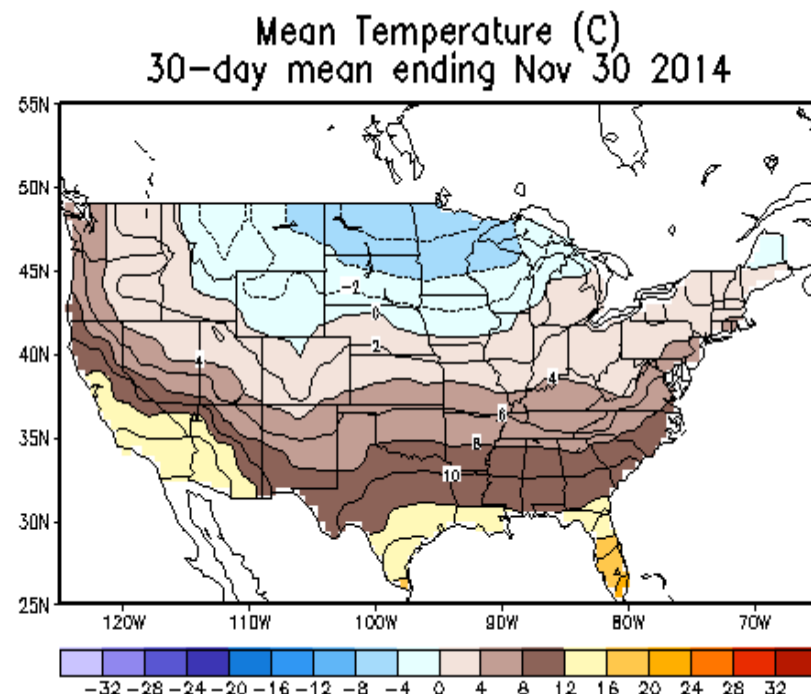 Mean Temperature (C)
30-day mean ending Nov 30 2014
55N
50N
45N
-2
0
2
40N
4
4
6
35N
8
10
30N
25N
120W 110W 100W 90W 80W 70W
-32 -28 -24 -20 -16 -12 -8 -4 0 4 8 12 16 20 24 28 32